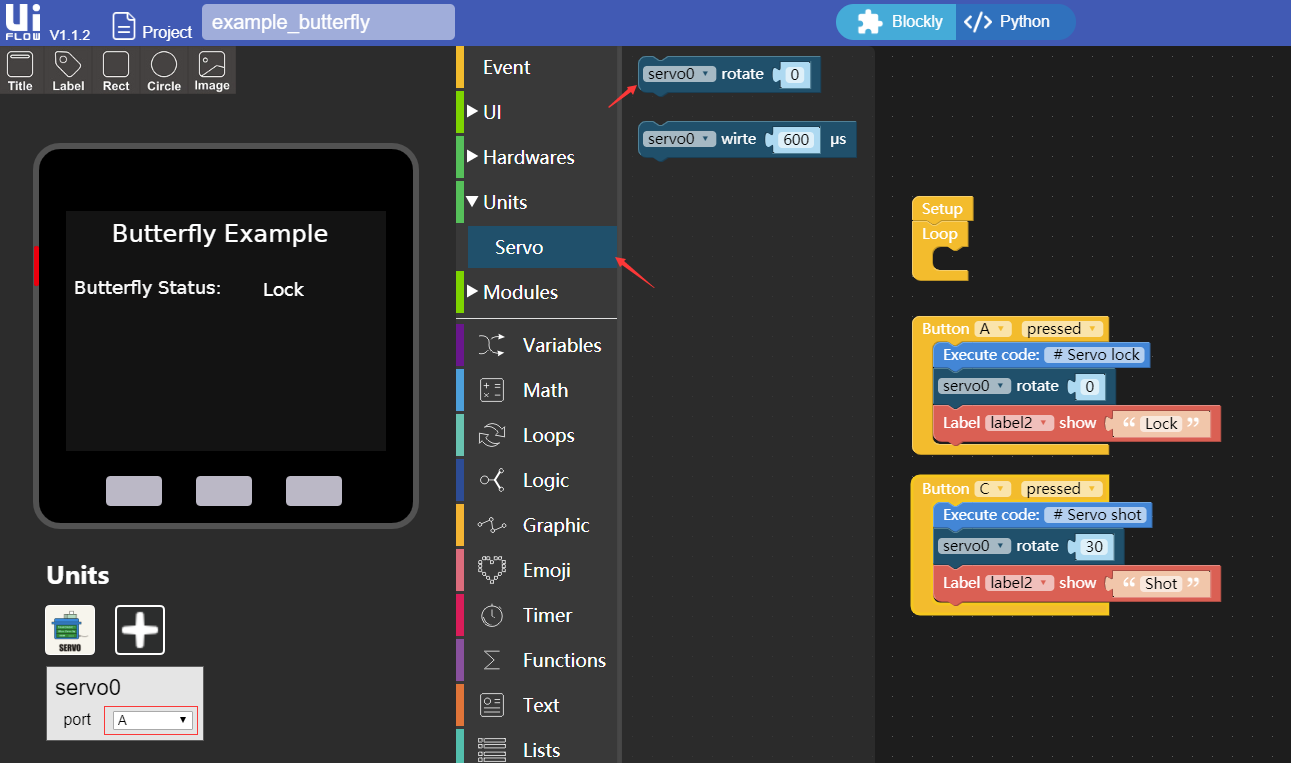 Ui
FLOW V1.1.2
Project
example_butterfly
Blockly
</> Python
Title Label Rect Circle Image
Butterfly Example
Butterfly Status: Lock
Units
SERVO
servo0
port A
Event
UI
Hardwares
Units
Servo
Modules
Variables
Math
Loops
Logic
Graphic
Emoji
Timer
Functions
Text
Lists
servo0 rotate 0
servo0 wirte 600 μs
Setup
Loop
Button A pressed
Execute code: # Servo lock
servo0 rotate 0
Label label2 show “ Lock ”
Button C pressed
Execute code: # Servo shot
servo0 rotate 30
Label label2 show “ Shot ”